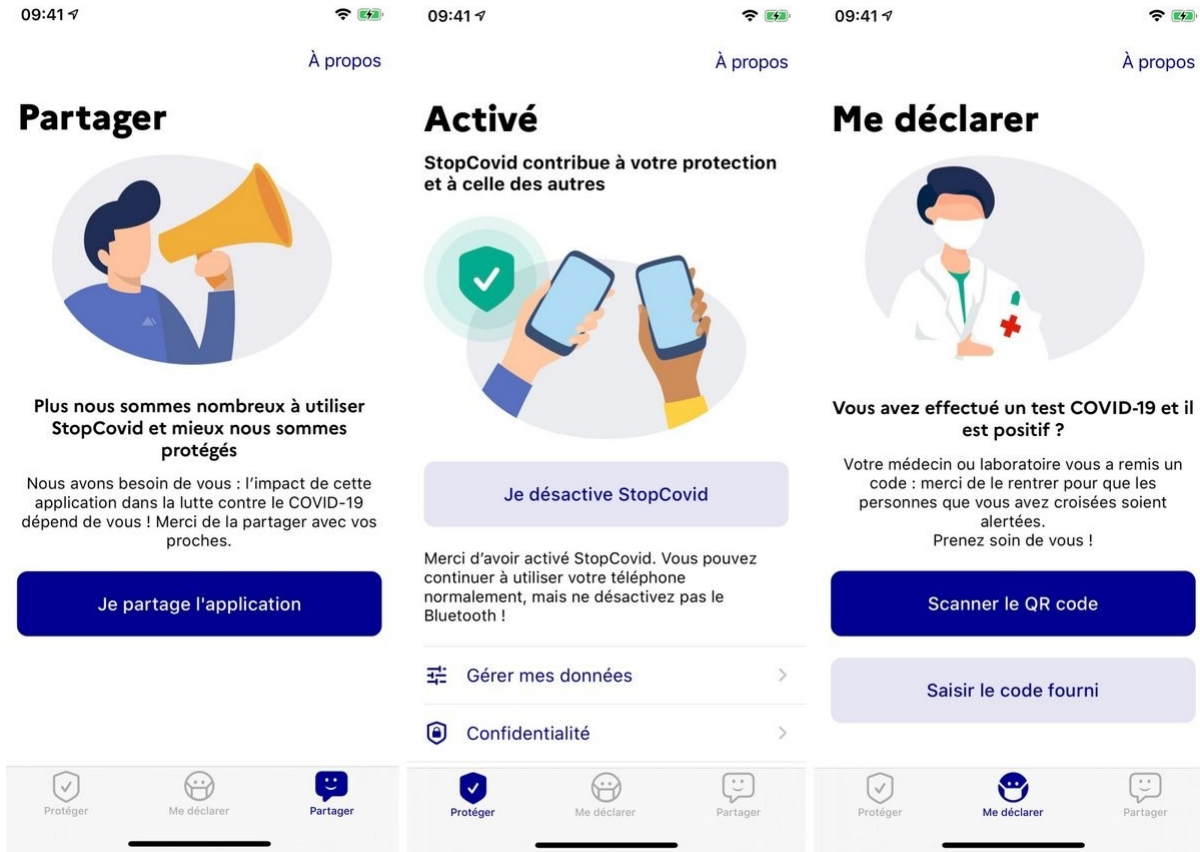 09:41
À propos
Partager
Plus nous sommes nombreux à utiliser
StopCovid et mieux nous sommes
protégés
Nous avons besoin de vous : l'impact de cette
application dans la lutte contre le COVID-19
dépend de vous ! Merci de la partager avec vos
proches.
Je partage l'application
Protéger
Me déclarer
Partager
09:41
À propos
Activé
StopCovid contribue à votre protection
et à celle des autres
Je désactive StopCovid
Merci d'avoir activé StopCovid. Vous pouvez
continuer à utiliser votre téléphone
normalement, mais ne désactivez pas le
Bluetooth !
Gérer mes données
Confidentialité
Protéger
Me déclarer
Partager
09:41
À propos
Me déclarer
Vous avez effectué un test COVID-19 et il
est positif ?
Votre médecin ou laboratoire vous a remis un
code : merci de le rentrer pour que les
personnes que vous avez croisées soient
alertées.
Prenez soin de vous !
Scanner le QR code
Saisir le code fourni
Protéger
Me déclarer
Partager